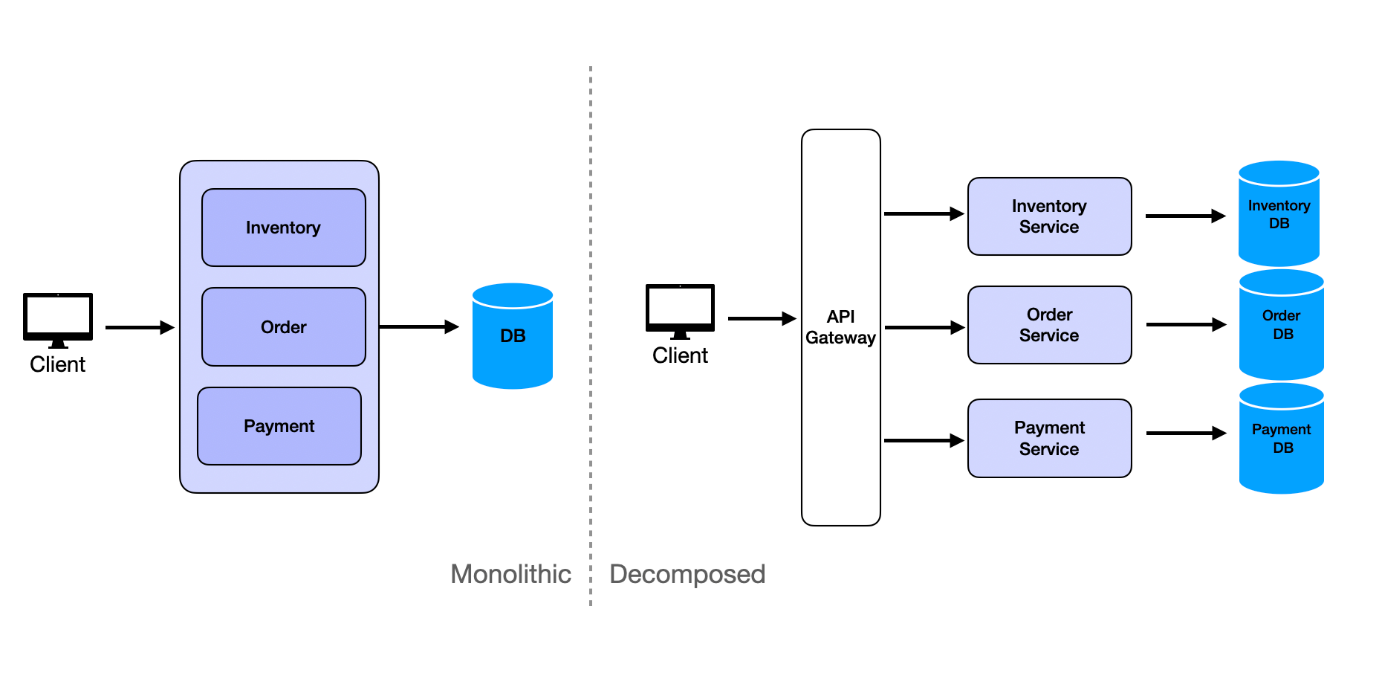 Inventory
Order
Payment
Client
DB
Monolithic
Client
API
Gateway
Inventory
Service
Order
Service
Payment
Service
Inventory
DB
Order
DB
Payment
DB
Decomposed